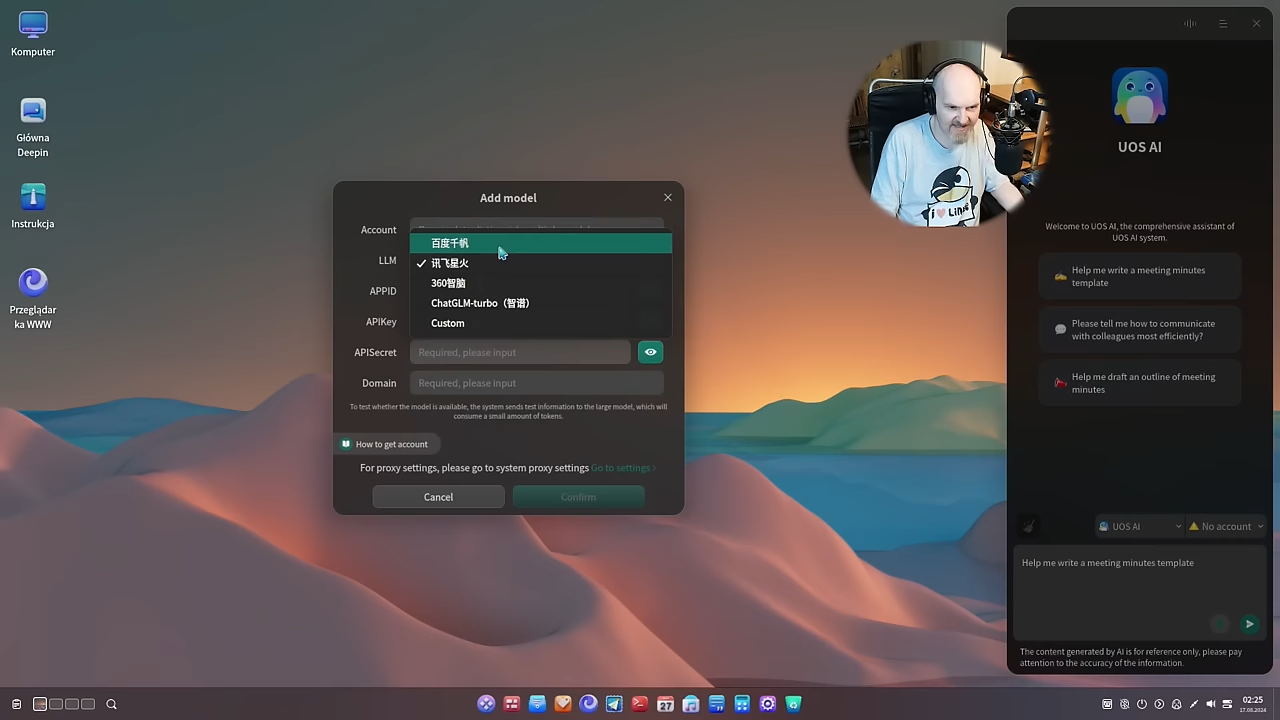 Komputer
Główna
Deepin
Instrukcja
Przeglądar
ka WWW
Add model
Account
LLM
百度千帆
讯飞星火
360智脑
ChatGLM-turbo（智谱）
Custom
APPID
APIKey
APISecret
Required, please input
Domain
Required, please input
To test whether the model is available, the system sends test information to the large model, which will
consume a small amount of tokens.
How to get account
For proxy settings, please go to system proxy settings Go to settings >
Cancel
Confirm
UOS AI
Welcome to UOS AI, the comprehensive assistant of
UOS AI system.
Help me write a meeting minutes
template
Please tell me how to communicate
with colleagues most efficiently?
Help me draft an outline of meeting
minutes
UOS AI
No account
Help me write a meeting minutes template
The content generated by AI is for reference only, please pay
attention to the accuracy of the information.
27
02:25
17.06.2024